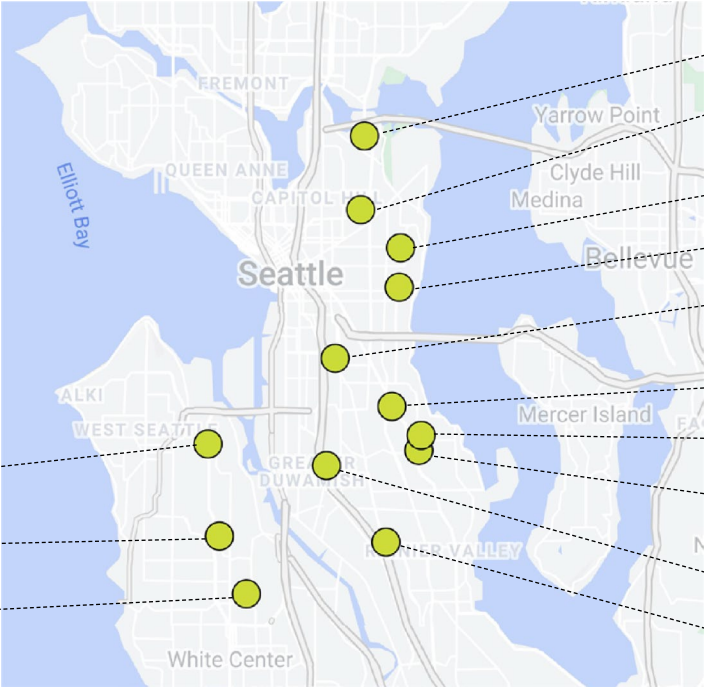 FREMONT
Yarrow Point
QUEEN ANNE
Clyde Hill
CAPITOL HILL
Medina
Elliott Bay
Bellevue
Seattle
ALKI
Mercer Island
WEST SEATTLE
GREATER
DUWAMISH
RAINIER VALLEY
White Center